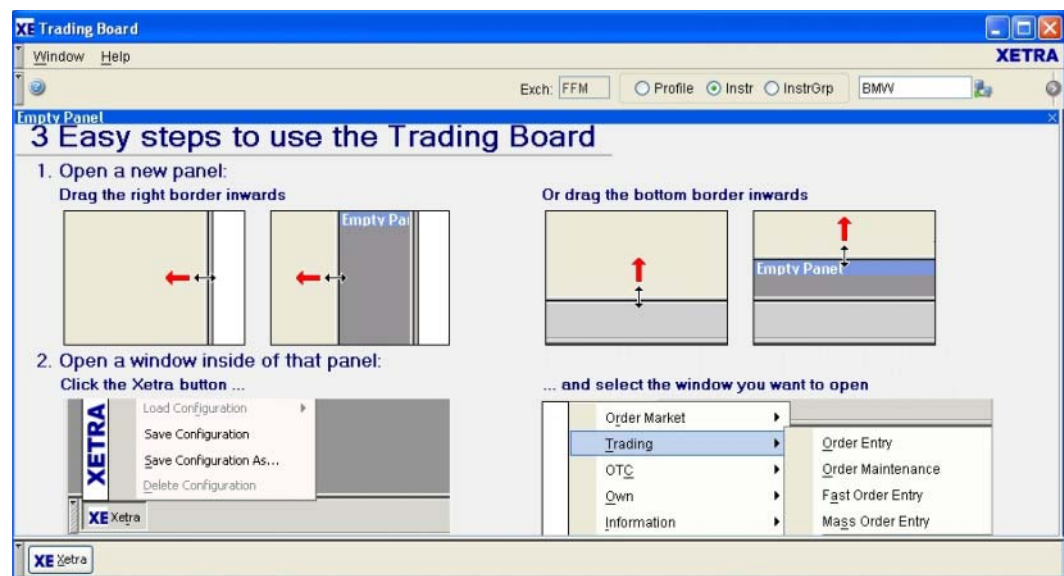 XE Trading Board
Window Help
XETRA
Exch: FFM Profile Instr InstrGrp BMW
Empty Panel
3 Easy steps to use the Trading Board
1. Open a new panel:
Drag the right border inwards
Or drag the bottom border inwards
Empty Pa
Empty Panel
2. Open a window inside of that panel:
Click the Xetra button ...
... and select the window you want to open
XETRA
Load Configuration
Save Configuration
Save Configuration As...
Delete Configuration
XE Xetra
Order Market
Trading
OTC
Own
Information
Order Entry
Order Maintenance
Fast Order Entry
Mass Order Entry
XE Xetra